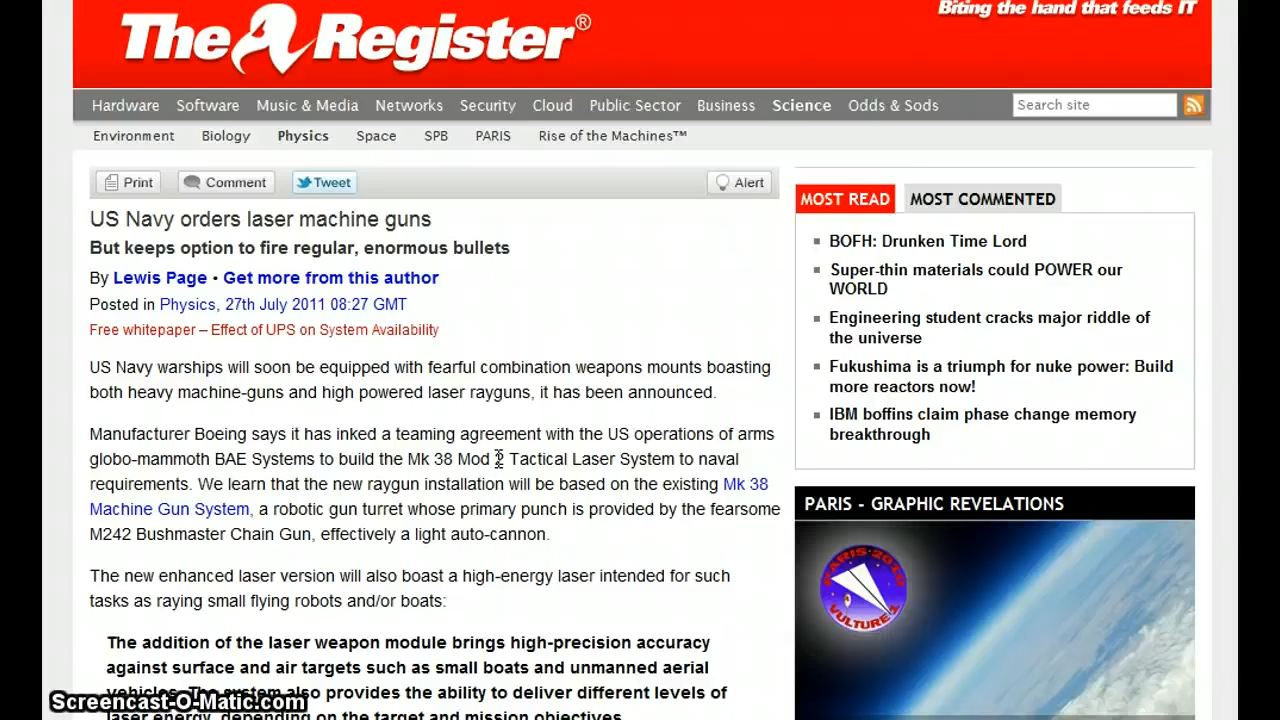 Biting the hand that feeds IT
The Register®
Hardware Software Music & Media Networks Security Cloud Public Sector Business Science Odds & Sods Search site
Environment Biology Physics Space SPB PARIS Rise of the Machines™
Print Comment Tweet Alert
US Navy orders laser machine guns
But keeps option to fire regular, enormous bullets
By Lewis Page • Get more from this author
Posted in Physics, 27th July 2011 08:27 GMT
Free whitepaper – Effect of UPS on System Availability
US Navy warships will soon be equipped with fearful combination weapons mounts boasting
both heavy machine-guns and high powered laser rayguns, it has been announced.
Manufacturer Boeing says it has inked a teaming agreement with the US operations of arms
globo-mammoth BAE Systems to build the Mk 38 Mod 2 Tactical Laser System to naval
requirements. We learn that the new raygun installation will be based on the existing Mk 38
Machine Gun System, a robotic gun turret whose primary punch is provided by the fearsome
M242 Bushmaster Chain Gun, effectively a light auto-cannon.
The new enhanced laser version will also boast a high-energy laser intended for such
tasks as raying small flying robots and/or boats:
The addition of the laser weapon module brings high-precision accuracy
against surface and air targets such as small boats and unmanned aerial
vehicles. The system also provides the ability to deliver different levels of
laser energy, depending on the target and mission objectives.
MOST READ MOST COMMENTED
BOFH: Drunken Time Lord
Super-thin materials could POWER our
WORLD
Engineering student cracks major riddle of
the universe
Fukushima is a triumph for nuke power: Build
more reactors now!
IBM boffins claim phase change memory
breakthrough
PARIS - GRAPHIC REVELATIONS
PARIS 2010
VULTURE 1
Screencast-O-Matic.com